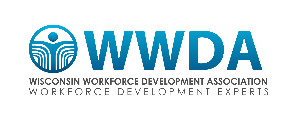 WWDA
WISCONSIN WORKFORCE DEVELOPMENT ASSOCIATION
WORKFORCE DEVELOPMENT EXPERTS